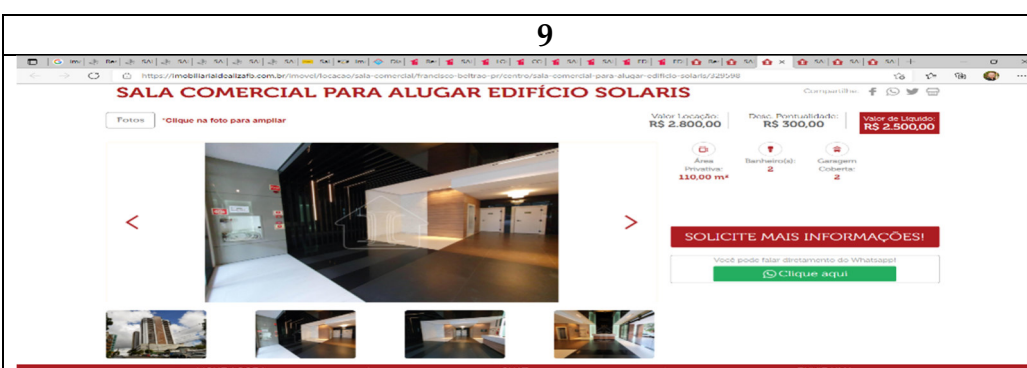 9
https://imobiliariaidealizafb.com.br/imovel/locacao/sala-comercial/francisco-beltrao-pr/centro/sala-comercial-para-alugar-edificio-solaris/329598
SALA COMERCIAL PARA ALUGAR EDIFÍCIO SOLARIS
Compartilhe:
Fotos
*Clique na foto para ampliar
Valor Locação:
R$ 2.800,00
Desc. Pontualidade:
R$ 300,00
Valor de Líquido:
R$ 2.500,00
Área
Privativa:
110,00 m²
Banheiro(s):
2
Garagem
Coberta:
2
SOLICITE MAIS INFORMAÇÕES!
Você pode falar diretamente do Whatsapp!
Clique aqui